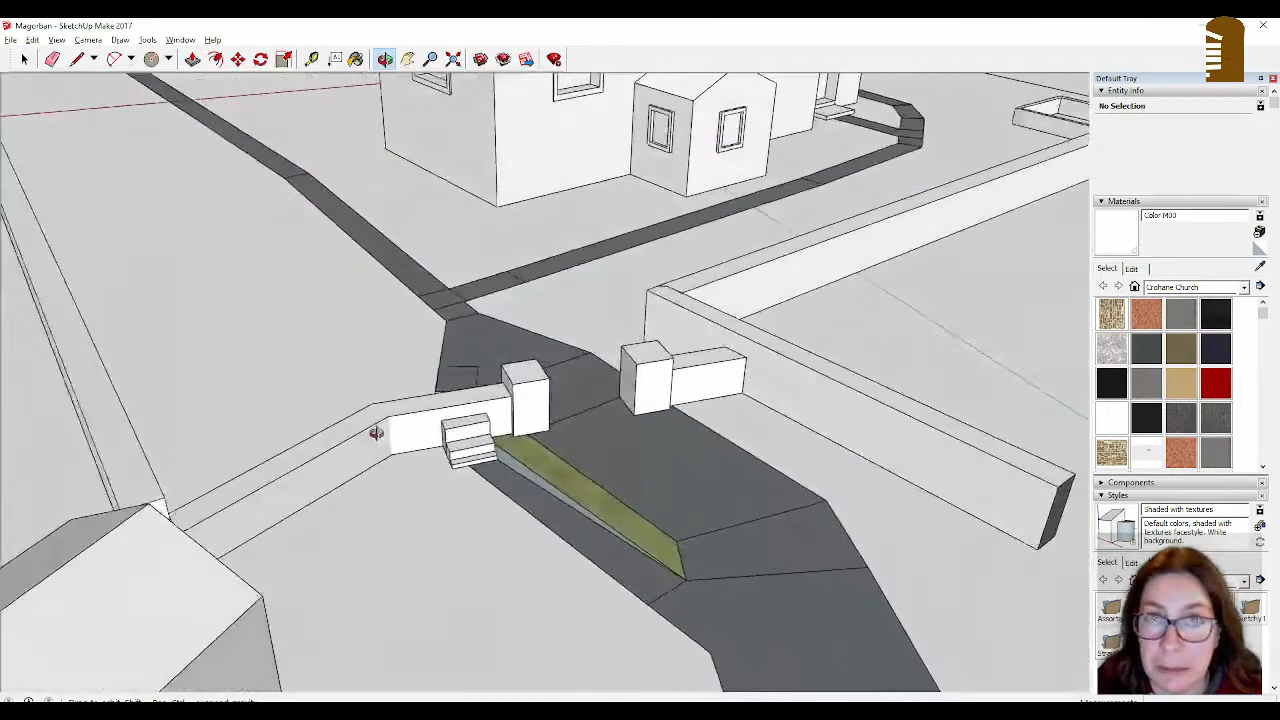 Magorban - SketchUp Make 2017
File Edit View Camera Draw Tools Window Help
Default Tray
Entity Info
No Selection
Materials
Color M00
Select Edit
Crohane Church
Components
Styles
Shaded with textures
Default colors, shaded with
textures facestyle. White
background.
Select Edit